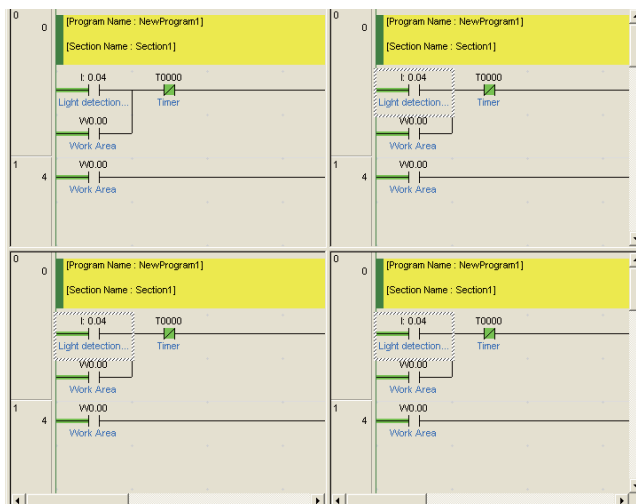 0
0
[Program Name : NewProgram1]
[Section Name : Section1]
I: 0.04
T0000
Light detection...
Timer
W0.00
Work Area
1
4
W0.00
Work Area
0
0
[Program Name : NewProgram1]
[Section Name : Section1]
I: 0.04
T0000
Light detection...
Timer
W0.00
Work Area
1
4
W0.00
Work Area
0
0
[Program Name : NewProgram1]
[Section Name : Section1]
I: 0.04
T0000
Light detection...
Timer
W0.00
Work Area
1
4
W0.00
Work Area
0
0
[Program Name : NewProgram1]
[Section Name : Section1]
I: 0.04
T0000
Light detection...
Timer
W0.00
Work Area
1
4
W0.00
Work Area